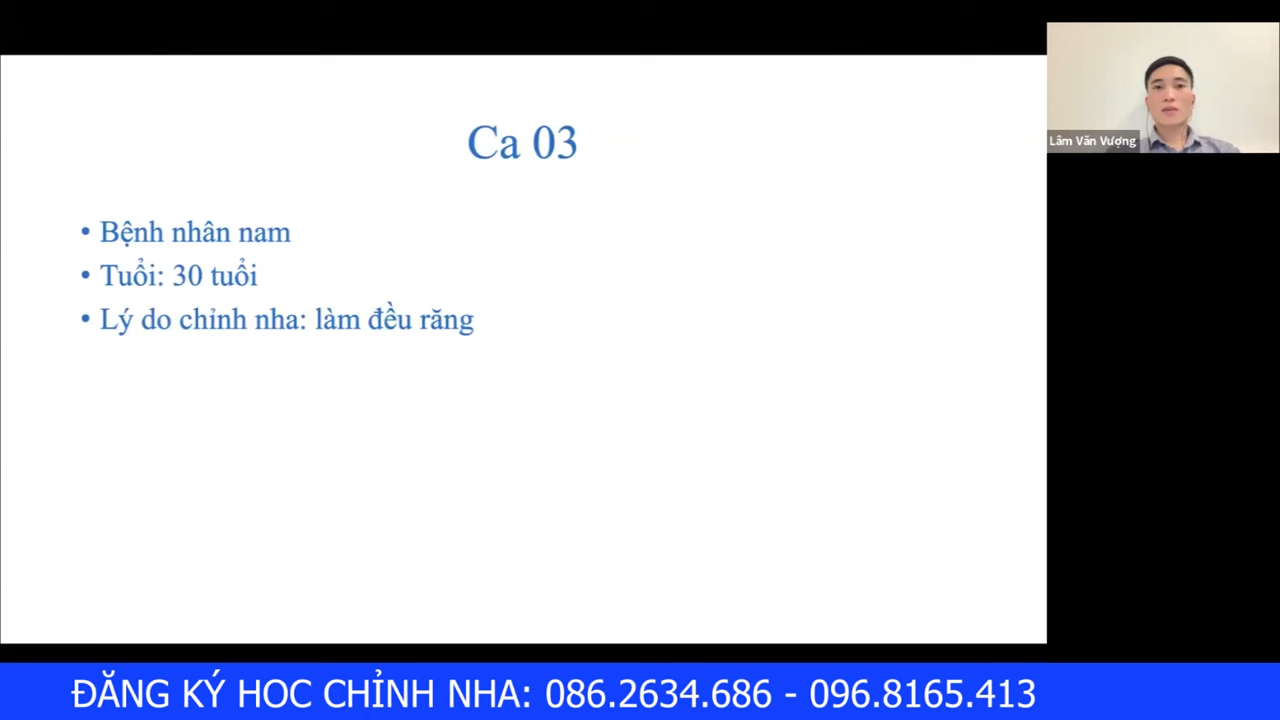 Ca 03
• Bệnh nhân nam
• Tuổi: 30 tuổi
• Lý do chỉnh nha: làm đều răng
Lâm Văn Vượng
ĐĂNG KÝ HOC CHỈNH NHA: 086.2634.686 - 096.8165.413